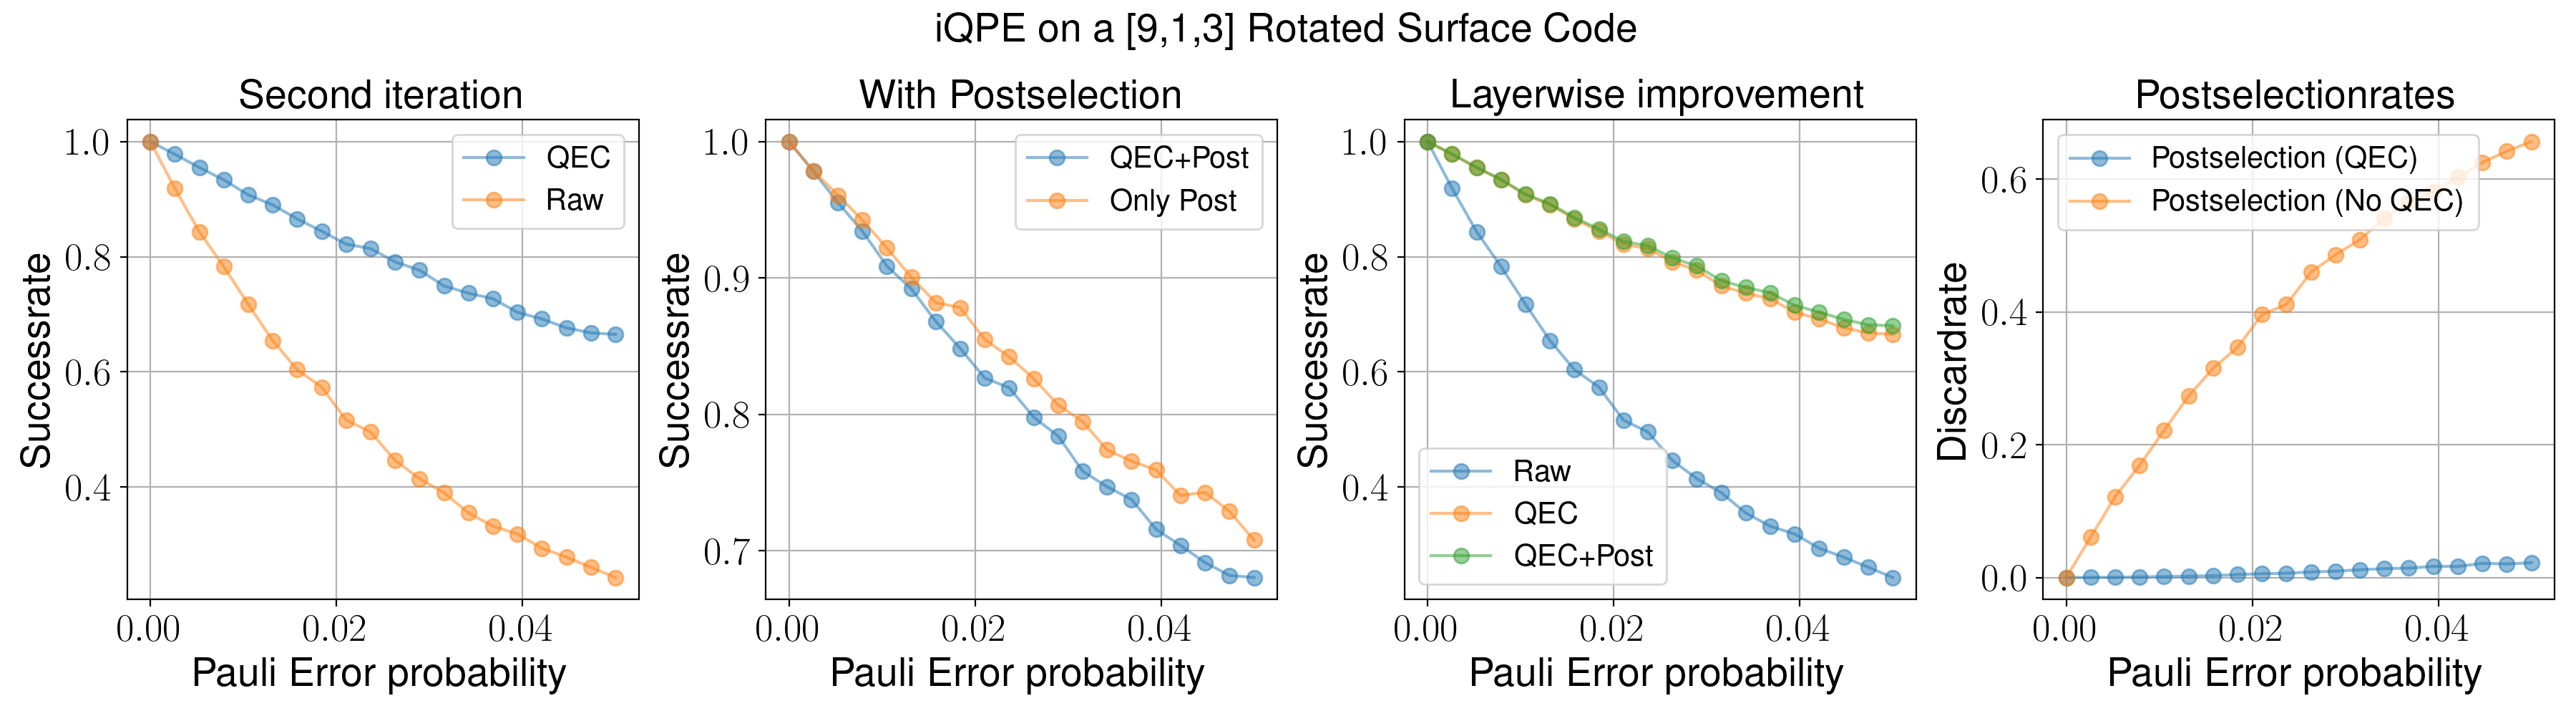 iQPE on a [9,1,3] Rotated Surface Code
Second iteration
Successrate
1.0
0.8
0.6
0.4
QEC
Raw
0.00
0.02
0.04
Pauli Error probability
With Postselection
Successrate
1.0
0.9
0.8
0.7
QEC+Post
Only Post
0.00
0.02
0.04
Pauli Error probability
Layerwise improvement
Successrate
1.0
0.8
0.6
0.4
Raw
QEC
QEC+Post
0.00
0.02
0.04
Pauli Error probability
Postselectionrates
Discardrate
0.6
0.4
0.2
0.0
Postselection (QEC)
Postselection (No QEC)
0.00
0.02
0.04
Pauli Error probability